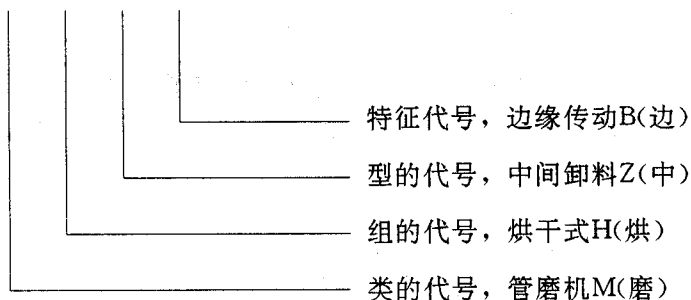 特征代号，边缘传动B(边)
型的代号，中间卸料Z(中)
组的代号，烘干式H(烘)
类的代号，管磨机M(磨)